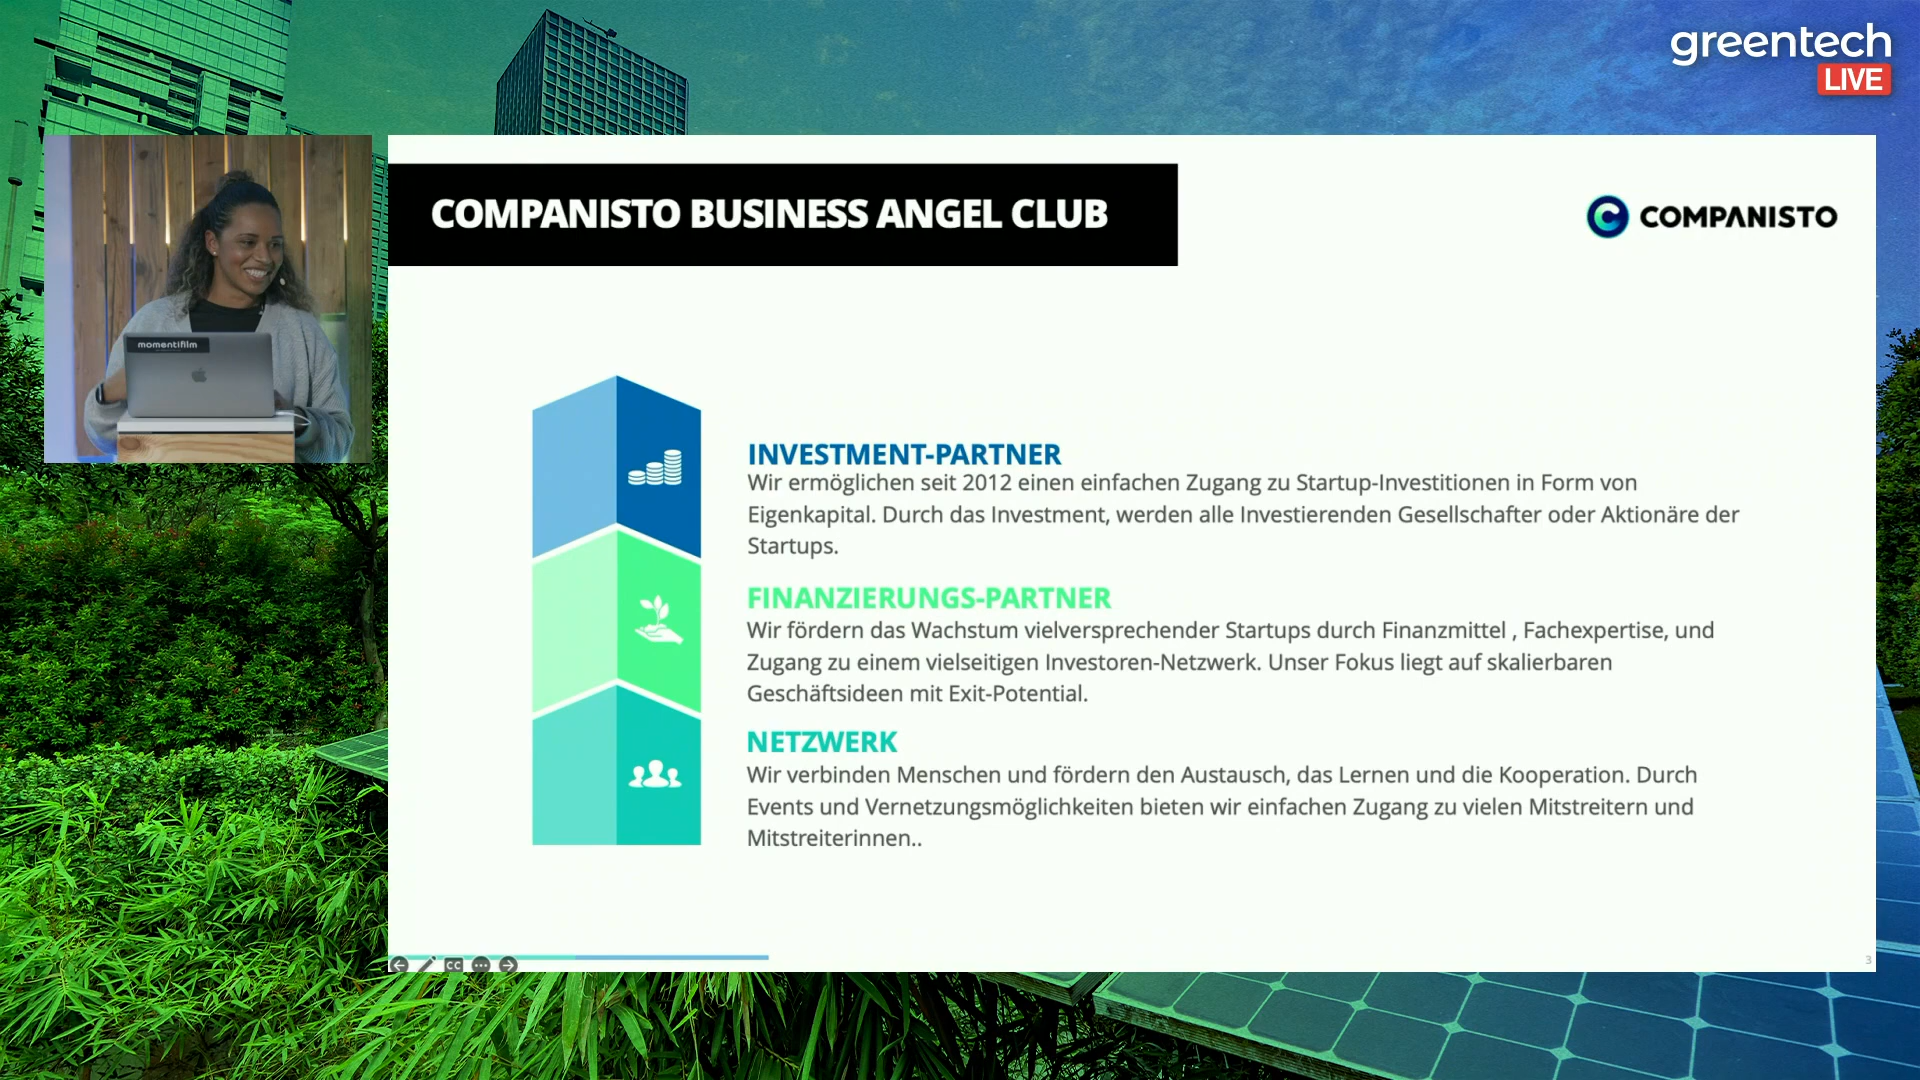 greentech
LIVE
COMPANISTO BUSINESS ANGEL CLUB
COMPANISTO
momentifilm
INVESTMENT-PARTNER
Wir ermöglichen seit 2012 einen einfachen Zugang zu Startup-Investitionen in Form von
Eigenkapital. Durch das Investment, werden alle Investierenden Gesellschafter oder Aktionäre der
Startups.
FINANZIERUNGS-PARTNER
Wir fördern das Wachstum vielversprechender Startups durch Finanzmittel , Fachexpertise, und
Zugang zu einem vielseitigen Investoren-Netzwerk. Unser Fokus liegt auf skalierbaren
Geschäftsideen mit Exit-Potential.
NETZWERK
Wir verbinden Menschen und fördern den Austausch, das Lernen und die Kooperation. Durch
Events und Vernetzungsmöglichkeiten bieten wir einfachen Zugang zu vielen Mitstreitern und
Mitstreiterinnen..
CC
3